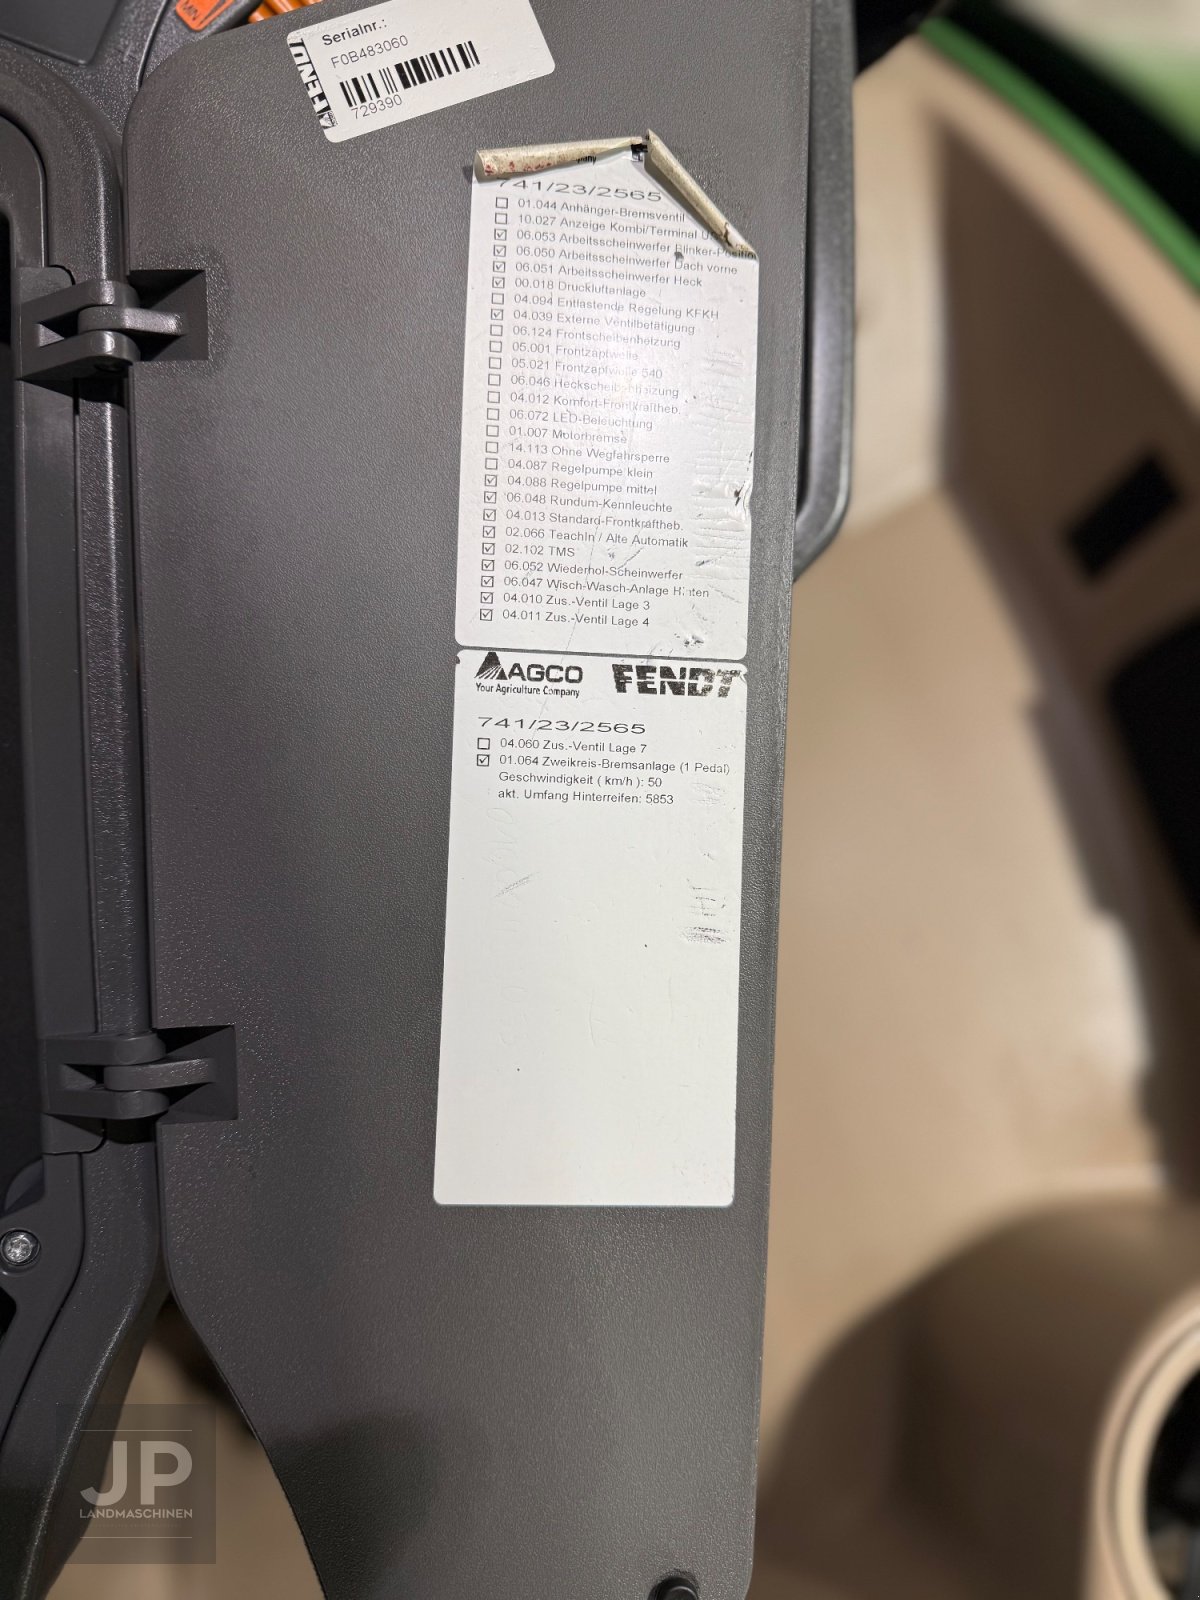 MIN
Serialnr.:
F0B483060
729390
FENDT
741/23/2565
01.044 Anhänger-Bremsventil
10.027 Anzeige Kombi/Terminal
06.053 Arbeitsscheinwerfer Blinker-Position
06.050 Arbeitsscheinwerfer Dach vorne
06.051 Arbeitsscheinwerfer Heck
00.018 Druckluftanlage
04.094 Entlastende Regelung KFKH
04.039 Externe Ventilbetätigung
06.124 Frontscheibenheizung
05.001 Frontzapfwelle
05.021 Frontzapfwelle 540
06.046 Heckscheibenheizung
04.012 Komfort-Frontkraftheb.
06.072 LED-Beleuchtung
01.007 Motorbremse
14.113 Ohne Wegfahrsperre
04.087 Regelpumpe klein
04.088 Regelpumpe mittel
06.048 Rundum-Kennleuchte
04.013 Standard-Frontkraftheb.
02.066 TeachIn / Alte Automatik
02.102 TMS
06.052 Wiederhol-Scheinwerfer
06.047 Wisch-Wasch-Anlage Hinten
04.010 Zus.-Ventil Lage 3
04.011 Zus.-Ventil Lage 4
AGCO FENDT
Your Agriculture Company
741/23/2565
04.060 Zus.-Ventil Lage 7
01.064 Zweikreis-Bremsanlage (1 Pedal)
Geschwindigkeit ( km/h ): 50
akt. Umfang Hinterreifen: 5853
JP
LANDMASCHINEN